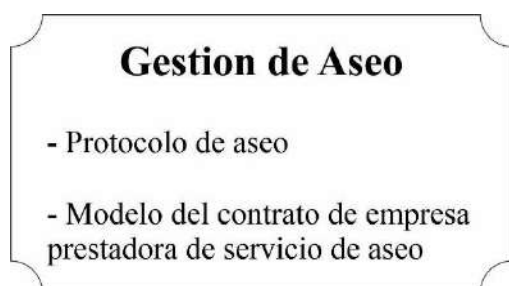 Gestion de Aseo
- Protocolo de aseo
- Modelo del contrato de empresa
prestadora de servicio de aseo